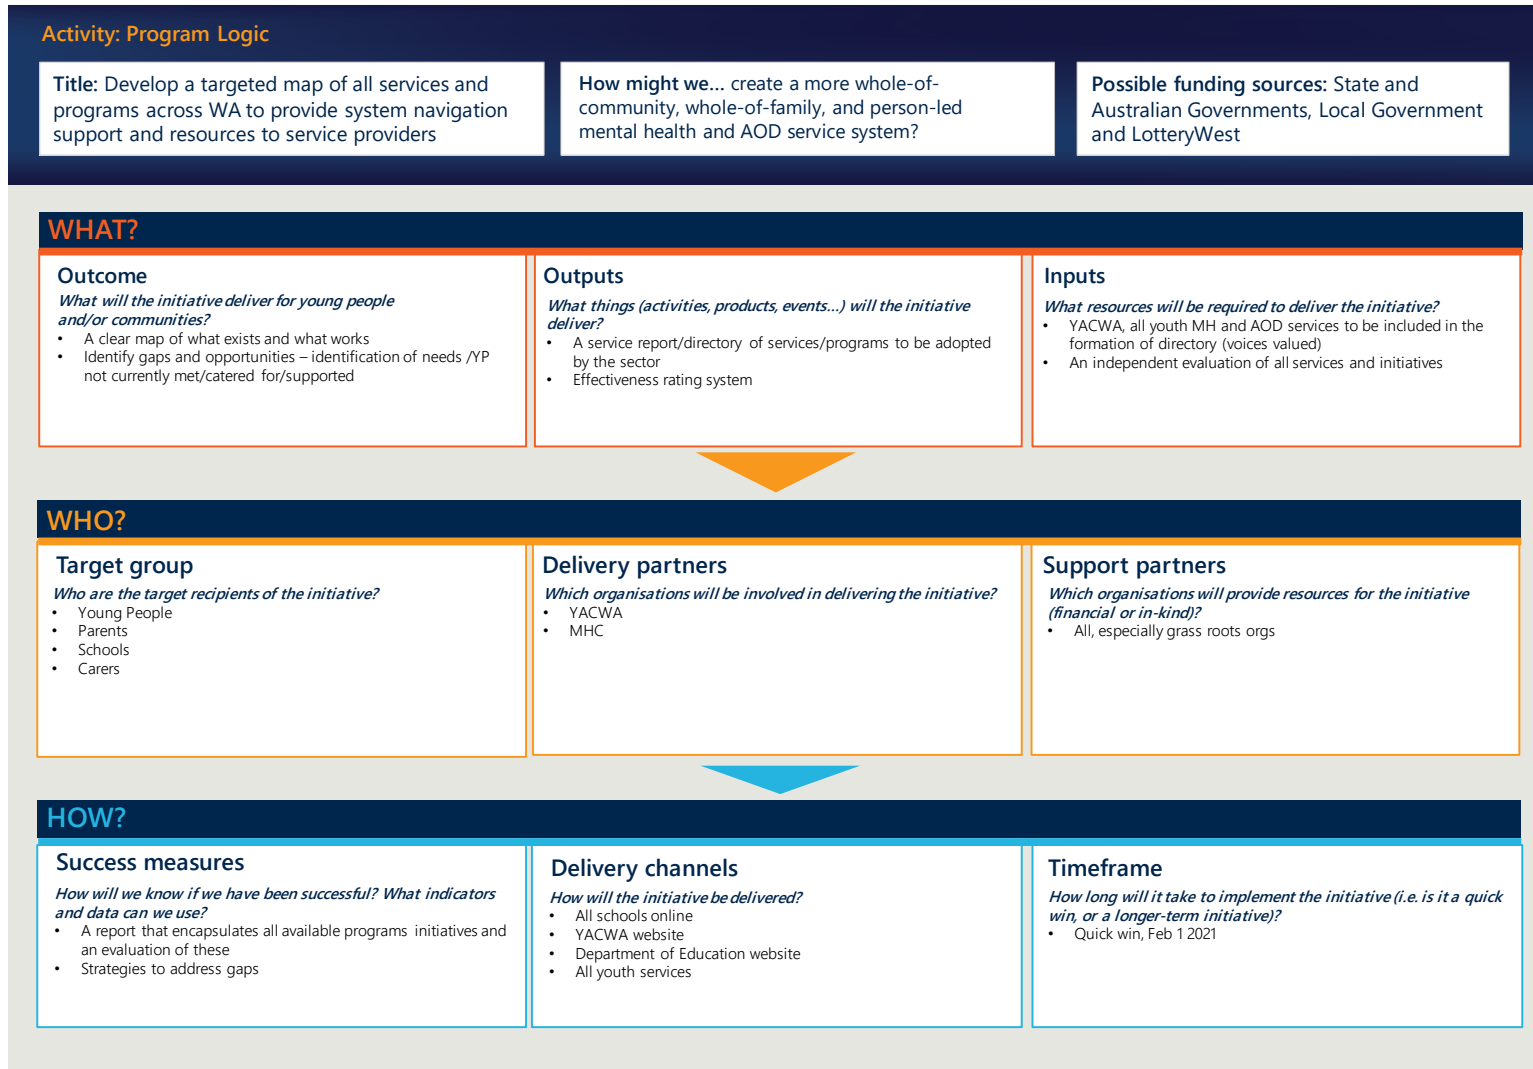 Activity: Program Logic
Title: Develop a targeted map of all services and
programs across WA to provide system navigation
support and resources to service providers
How might we... create a more whole-of-
community, whole-of-family, and person-led
mental health and AOD service system?
Possible funding sources: State and
Australian Governments, Local Government
and LotteryWest
WHAT?
Outcome
What will the initiative deliver for young people
and/or communities?
• A clear map of what exists and what works
• Identify gaps and opportunities – identification of needs /YP
not currently met/catered for/supported
Outputs
What things (activities, products, events...) will the initiative
deliver?
• A service report/directory of services/programs to be adopted
by the sector
• Effectiveness rating system
Inputs
What resources will be required to deliver the initiative?
• YACWA, all youth MH and AOD services to be included in the
formation of directory (voices valued)
• An independent evaluation of all services and initiatives
WHO?
Target group
Who are the target recipients of the initiative?
• Young People
• Parents
• Schools
• Carers
Delivery partners
Which organisations will be involved in delivering the initiative?
• YACWA
• MHC
Support partners
Which organisations will provide resources for the initiative
(financial or in-kind)?
• All, especially grass roots orgs
HOW?
Success measures
How will we know if we have been successful? What indicators
and data can we use?
• A report that encapsulates all available programs initiatives and
an evaluation of these
• Strategies to address gaps
Delivery channels
How will the initiative be delivered?
• All schools online
• YACWA website
• Department of Education website
• All youth services
Timeframe
How long will it take to implement the initiative (i.e. is it a quick
win, or a longer-term initiative)?
• Quick win, Feb 1 2021